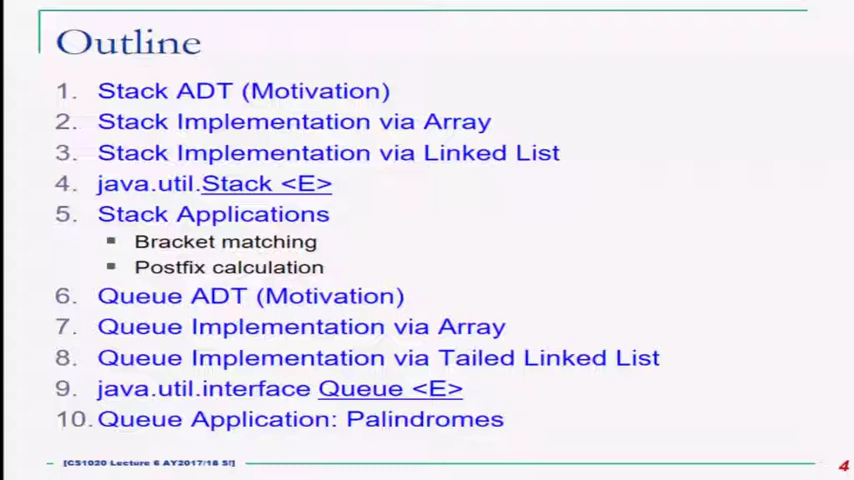 Outline
1. Stack ADT (Motivation)
2. Stack Implementation via Array
3. Stack Implementation via Linked List
4. java.util.Stack <E>
5. Stack Applications
▪ Bracket matching
▪ Postfix calculation
6. Queue ADT (Motivation)
7. Queue Implementation via Array
8. Queue Implementation via Tailed Linked List
9. java.util.interface Queue <E>
10. Queue Application: Palindromes
[CS1020 Lecture 6 AY2017/18 S!]
4